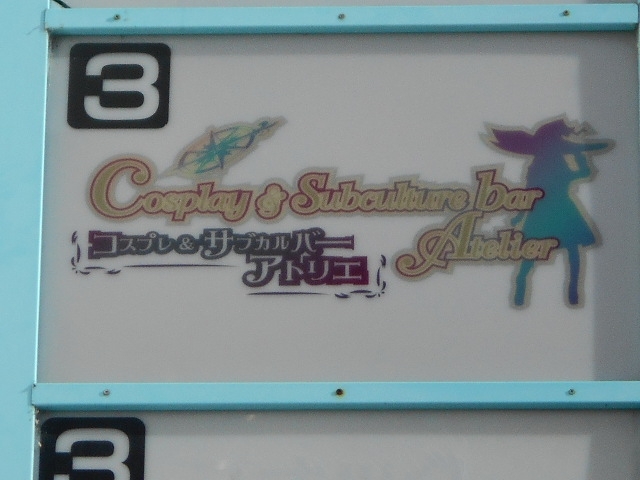 3
Cosplay & Subculture bar
Atelier
コスプレ&サブカルバー
アトリエ
3